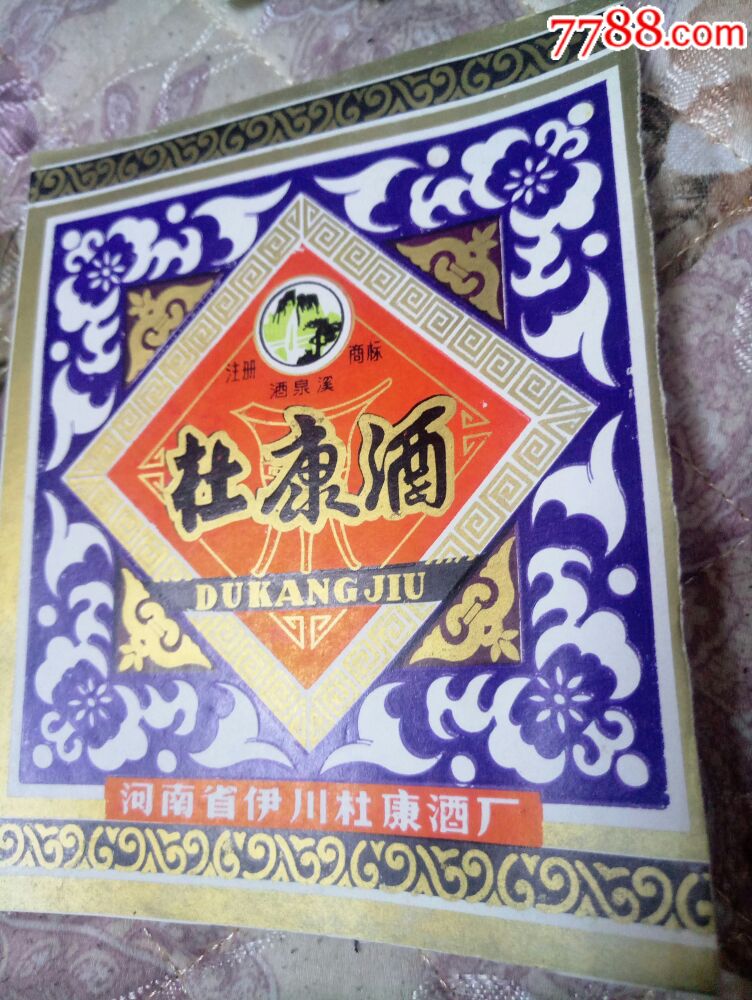 7788.com
注册 商标
酒泉溪
杜康酒
DUKANG JIU
河南省伊川杜康酒厂